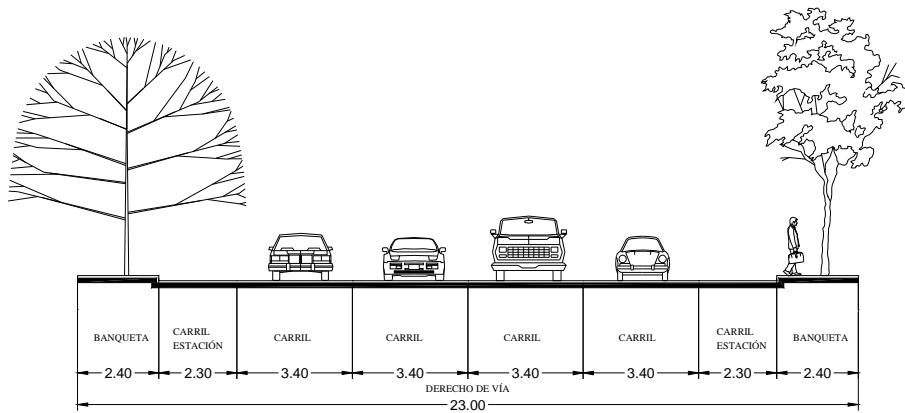 BANQUETA
CARRIL
ESTACIÓN
CARRIL
CARRIL
CARRIL
CARRIL
CARRIL
ESTACIÓN
BANQUETA
2.40
2.30
3.40
3.40
3.40
3.40
2.30
2.40
DERECHO DE VÍA
23.00